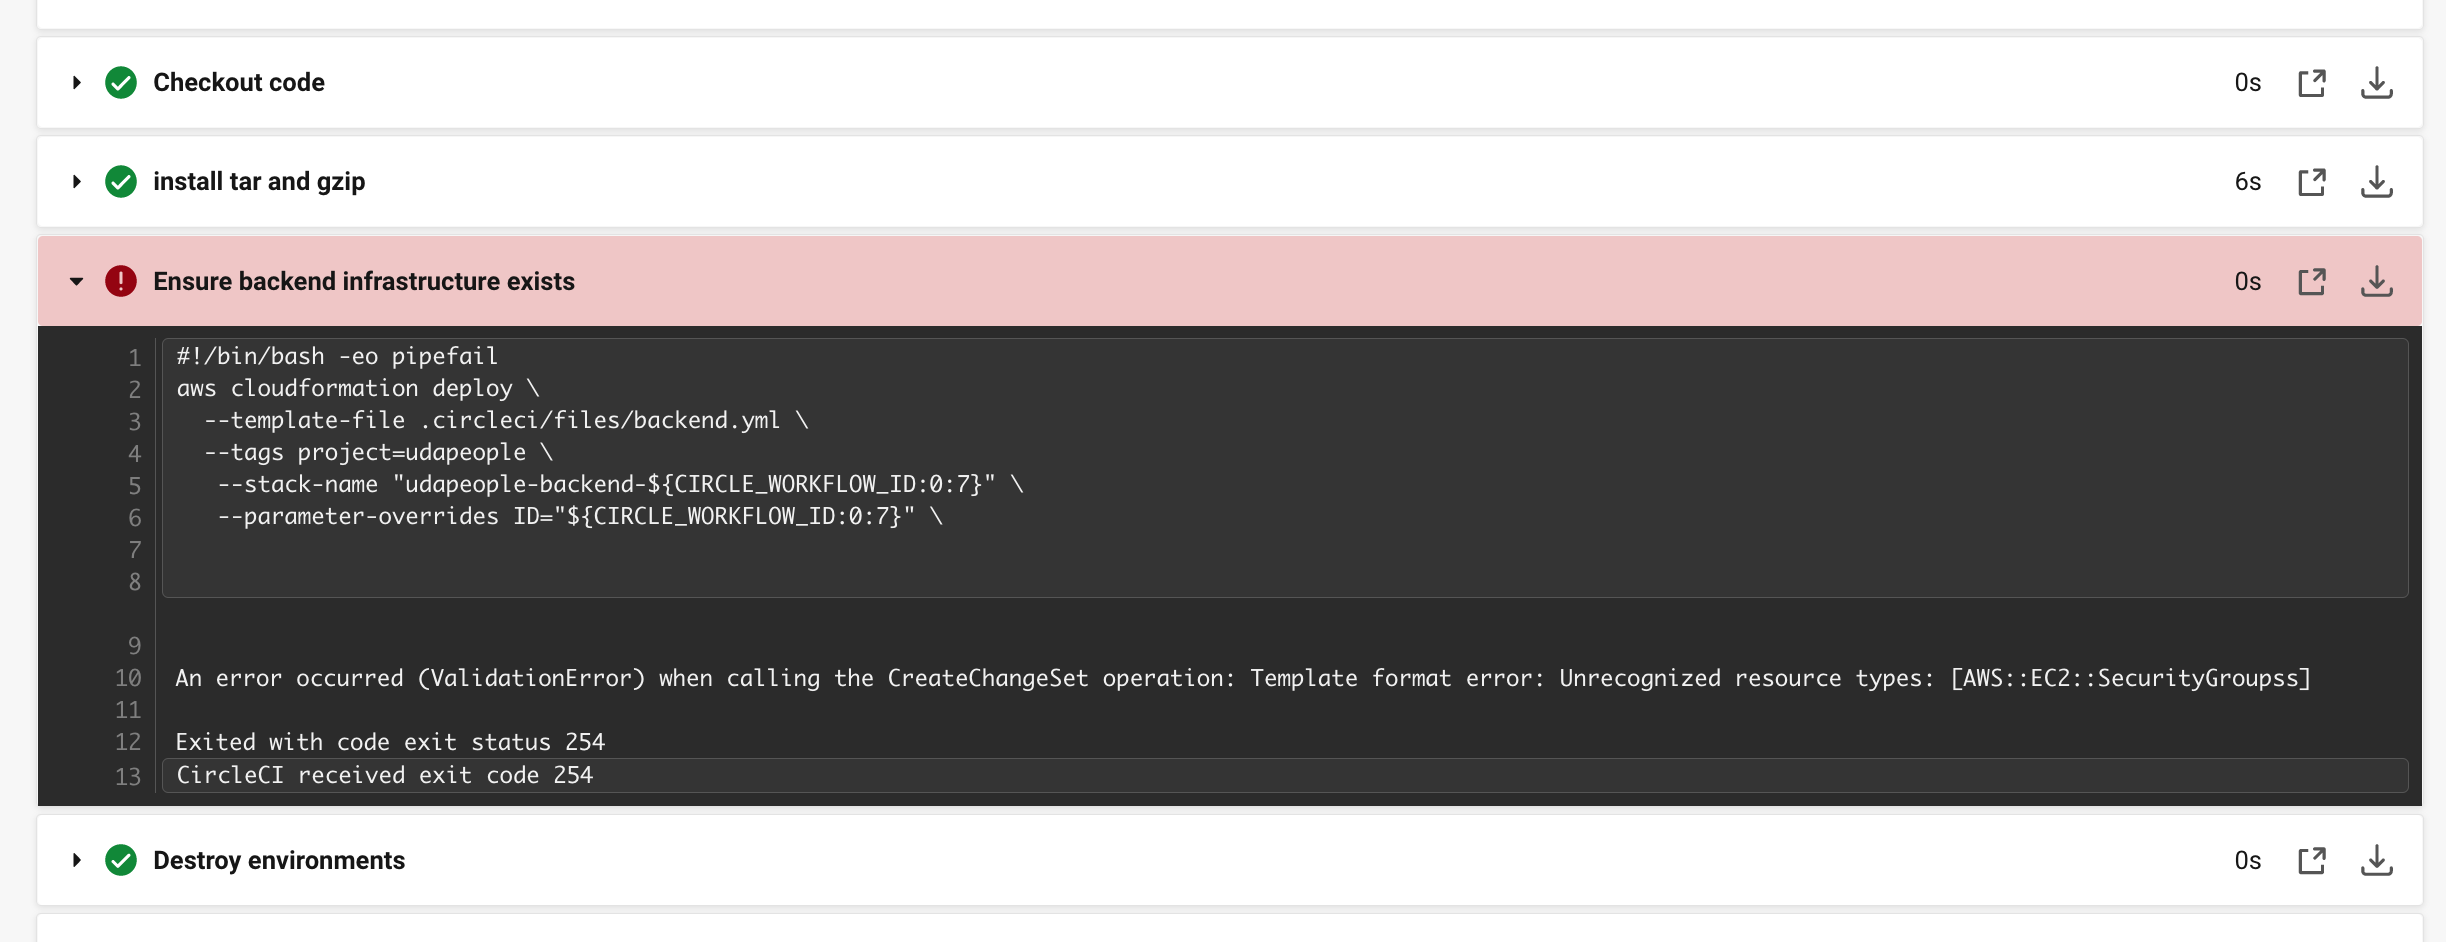 Checkout code 0s
install tar and gzip 6s
Ensure backend infrastructure exists 0s
1 #!/bin/bash -eo pipefail
2 aws cloudformation deploy \
3   --template-file .circleci/files/backend.yml \
4   --tags project=udapeople \
5    --stack-name "udapeople-backend-${CIRCLE_WORKFLOW_ID:0:7}" \
6    --parameter-overrides ID="${CIRCLE_WORKFLOW_ID:0:7}" \
7
8
9
10 An error occurred (ValidationError) when calling the CreateChangeSet operation: Template format error: Unrecognized resource types: [AWS::EC2::SecurityGroupss]
11
12 Exited with code exit status 254
13 CircleCI received exit code 254
Destroy environments 0s